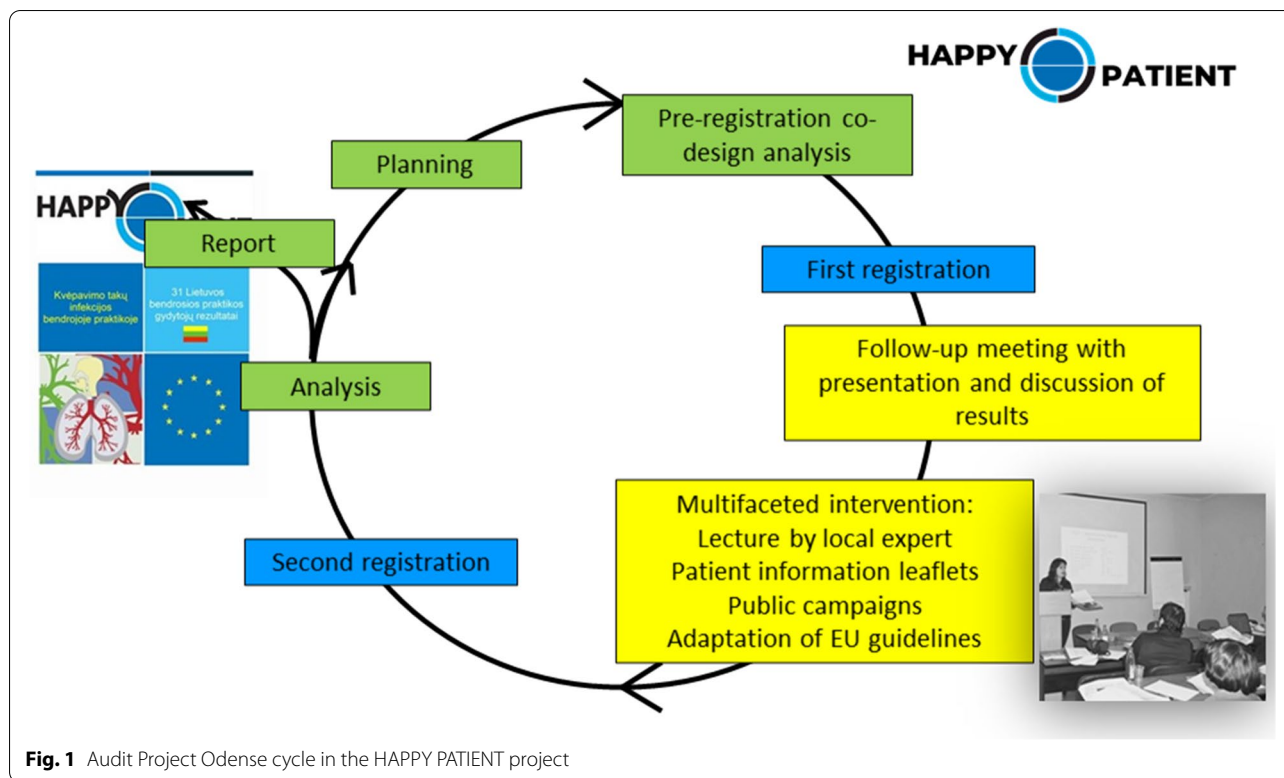 HAPPY
PATIENT
Planning
Pre-registration co-
design analysis
HAPPY
Report
Kvėpavimo takų
infekcijos
bendrojoje praktikoje
31 Lietuvos
bendrosios praktikos
gydytojų rezultatai
First registration
Follow-up meeting with
presentation and discussion of
results
Analysis
Multifaceted intervention:
Lecture by local expert
Patient information leaflets
Public campaigns
Adaptation of EU guidelines
Second registration
Fig. 1 Audit Project Odense cycle in the HAPPY PATIENT project